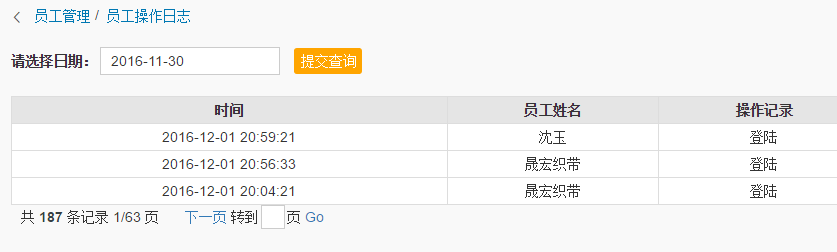 员工管理 / 员工操作日志
请选择日期： 2016-11-30 提交查询
时间 员工姓名 操作记录
2016-12-01 20:59:21 沈玉 登陆
2016-12-01 20:56:33 晟宏织带 登陆
2016-12-01 20:04:21 晟宏织带 登陆
共 187 条记录 1/63 页 下一页 转到 页 Go